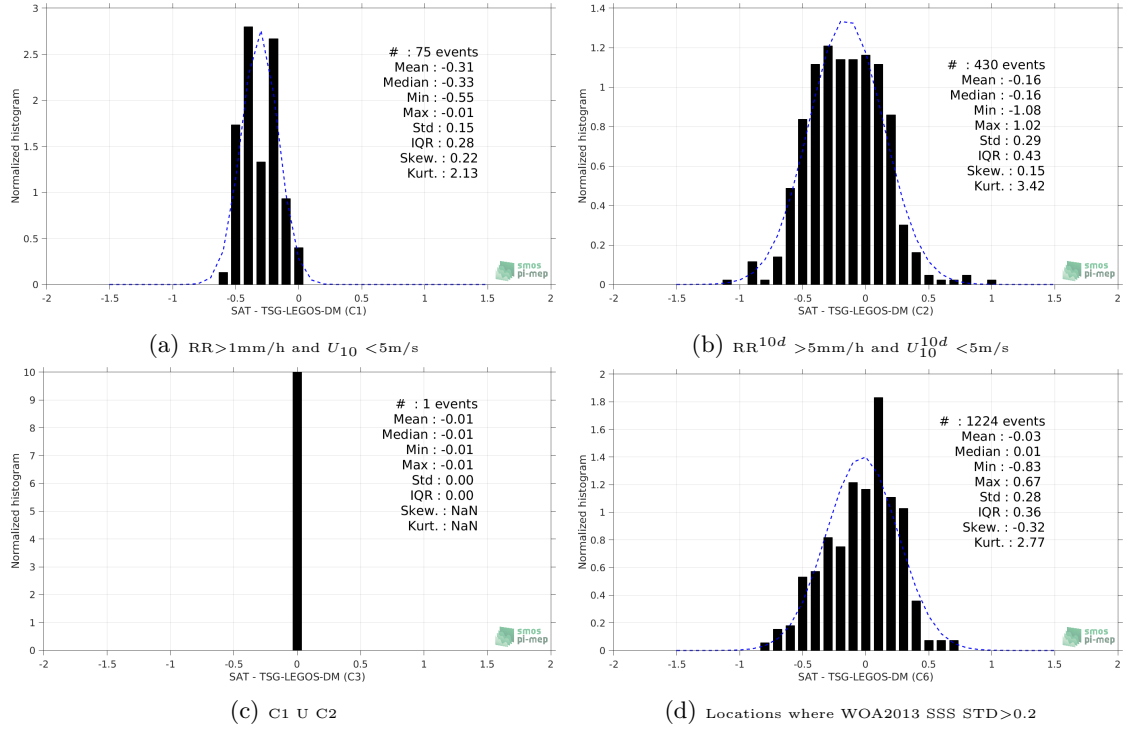 3
2.5
2
1.5
1
0.5
0
-2
-1.5
-1
-0.5
0
0.5
1
1.5
2
Normalized histogram
SAT - TSG-LEGOS-DM (C1)
# : 75 events
Mean : -0.31
Median : -0.33
Min : -0.55
Max : -0.01
Std : 0.15
IQR : 0.28
Skew. : 0.22
Kurt. : 2.13
smos
pi-mep
(a) RR>1mm/h and U10 <5m/s
1.4
1.2
1
0.8
0.6
0.4
0.2
0
-2
-1.5
-1
-0.5
0
0.5
1
1.5
2
Normalized histogram
SAT - TSG-LEGOS-DM (C2)
# : 430 events
Mean : -0.16
Median : -0.16
Min : -1.08
Max : 1.02
Std : 0.29
IQR : 0.43
Skew. : 0.15
Kurt. : 3.42
smos
pi-mep
(b) RR10d >5mm/h and U10d10 <5m/s
10
9
8
7
6
5
4
3
2
1
0
-2
-1.5
-1
-0.5
0
0.5
1
1.5
2
Normalized histogram
SAT - TSG-LEGOS-DM (C3)
# : 1 events
Mean : -0.01
Median : -0.01
Min : -0.01
Max : -0.01
Std : 0.00
IQR : 0.00
Skew. : NaN
Kurt. : NaN
smos
pi-mep
(c) C1 U C2
2
1.8
1.6
1.4
1.2
1
0.8
0.6
0.4
0.2
0
-2
-1.5
-1
-0.5
0
0.5
1
1.5
2
Normalized histogram
SAT - TSG-LEGOS-DM (C6)
# : 1224 events
Mean : -0.03
Median : 0.01
Min : -0.83
Max : 0.67
Std : 0.28
IQR : 0.36
Skew. : -0.32
Kurt. : 2.77
smos
pi-mep
(d) Locations where WOA2013 SSS STD>0.2